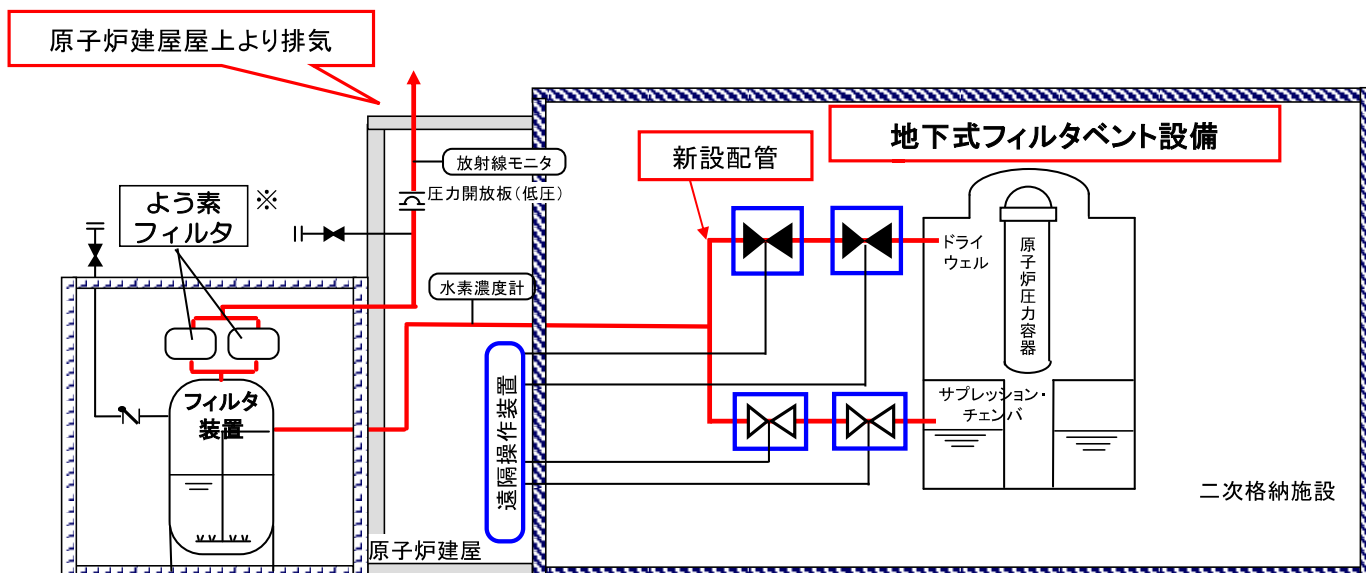 原子炉建屋屋上より排気
地下式フィルタベント設備
新設配管
放射線モニタ
圧力開放板(低圧)
よう素
フィルタ
※
水素濃度計
ドライ
ウェル
原子炉圧力容器
サプレッション・
チェンバ
フィルタ
装置
遠隔操作装置
二次格納施設
原子炉建屋